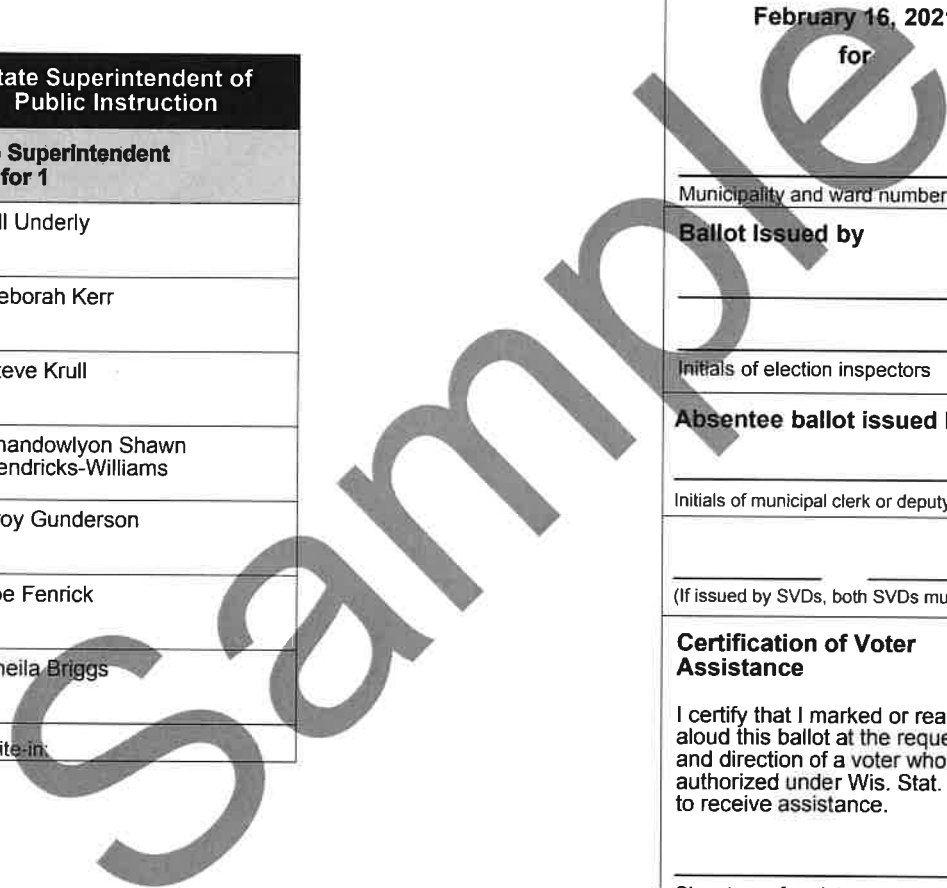 tate Superintendent of
Public Instruction
Superintendent
for 1
ll Underly
eborah Kerr
teve Krull
handowlyon Shawn
endricks-Williams
roy Gunderson
oe Fenrick
heila Briggs
ite-in:
February 16, 202
for
Municipality and ward number
Ballot Issued by
Initials of election inspectors
Absentee ballot issued
Initials of municipal clerk or deputy
(If issued by SVDs, both SVDs mu
Certification of Voter
Assistance
I certify that I marked or rea
aloud this ballot at the reque
and direction of a voter who
authorized under Wis. Stat.
to receive assistance.
Sample